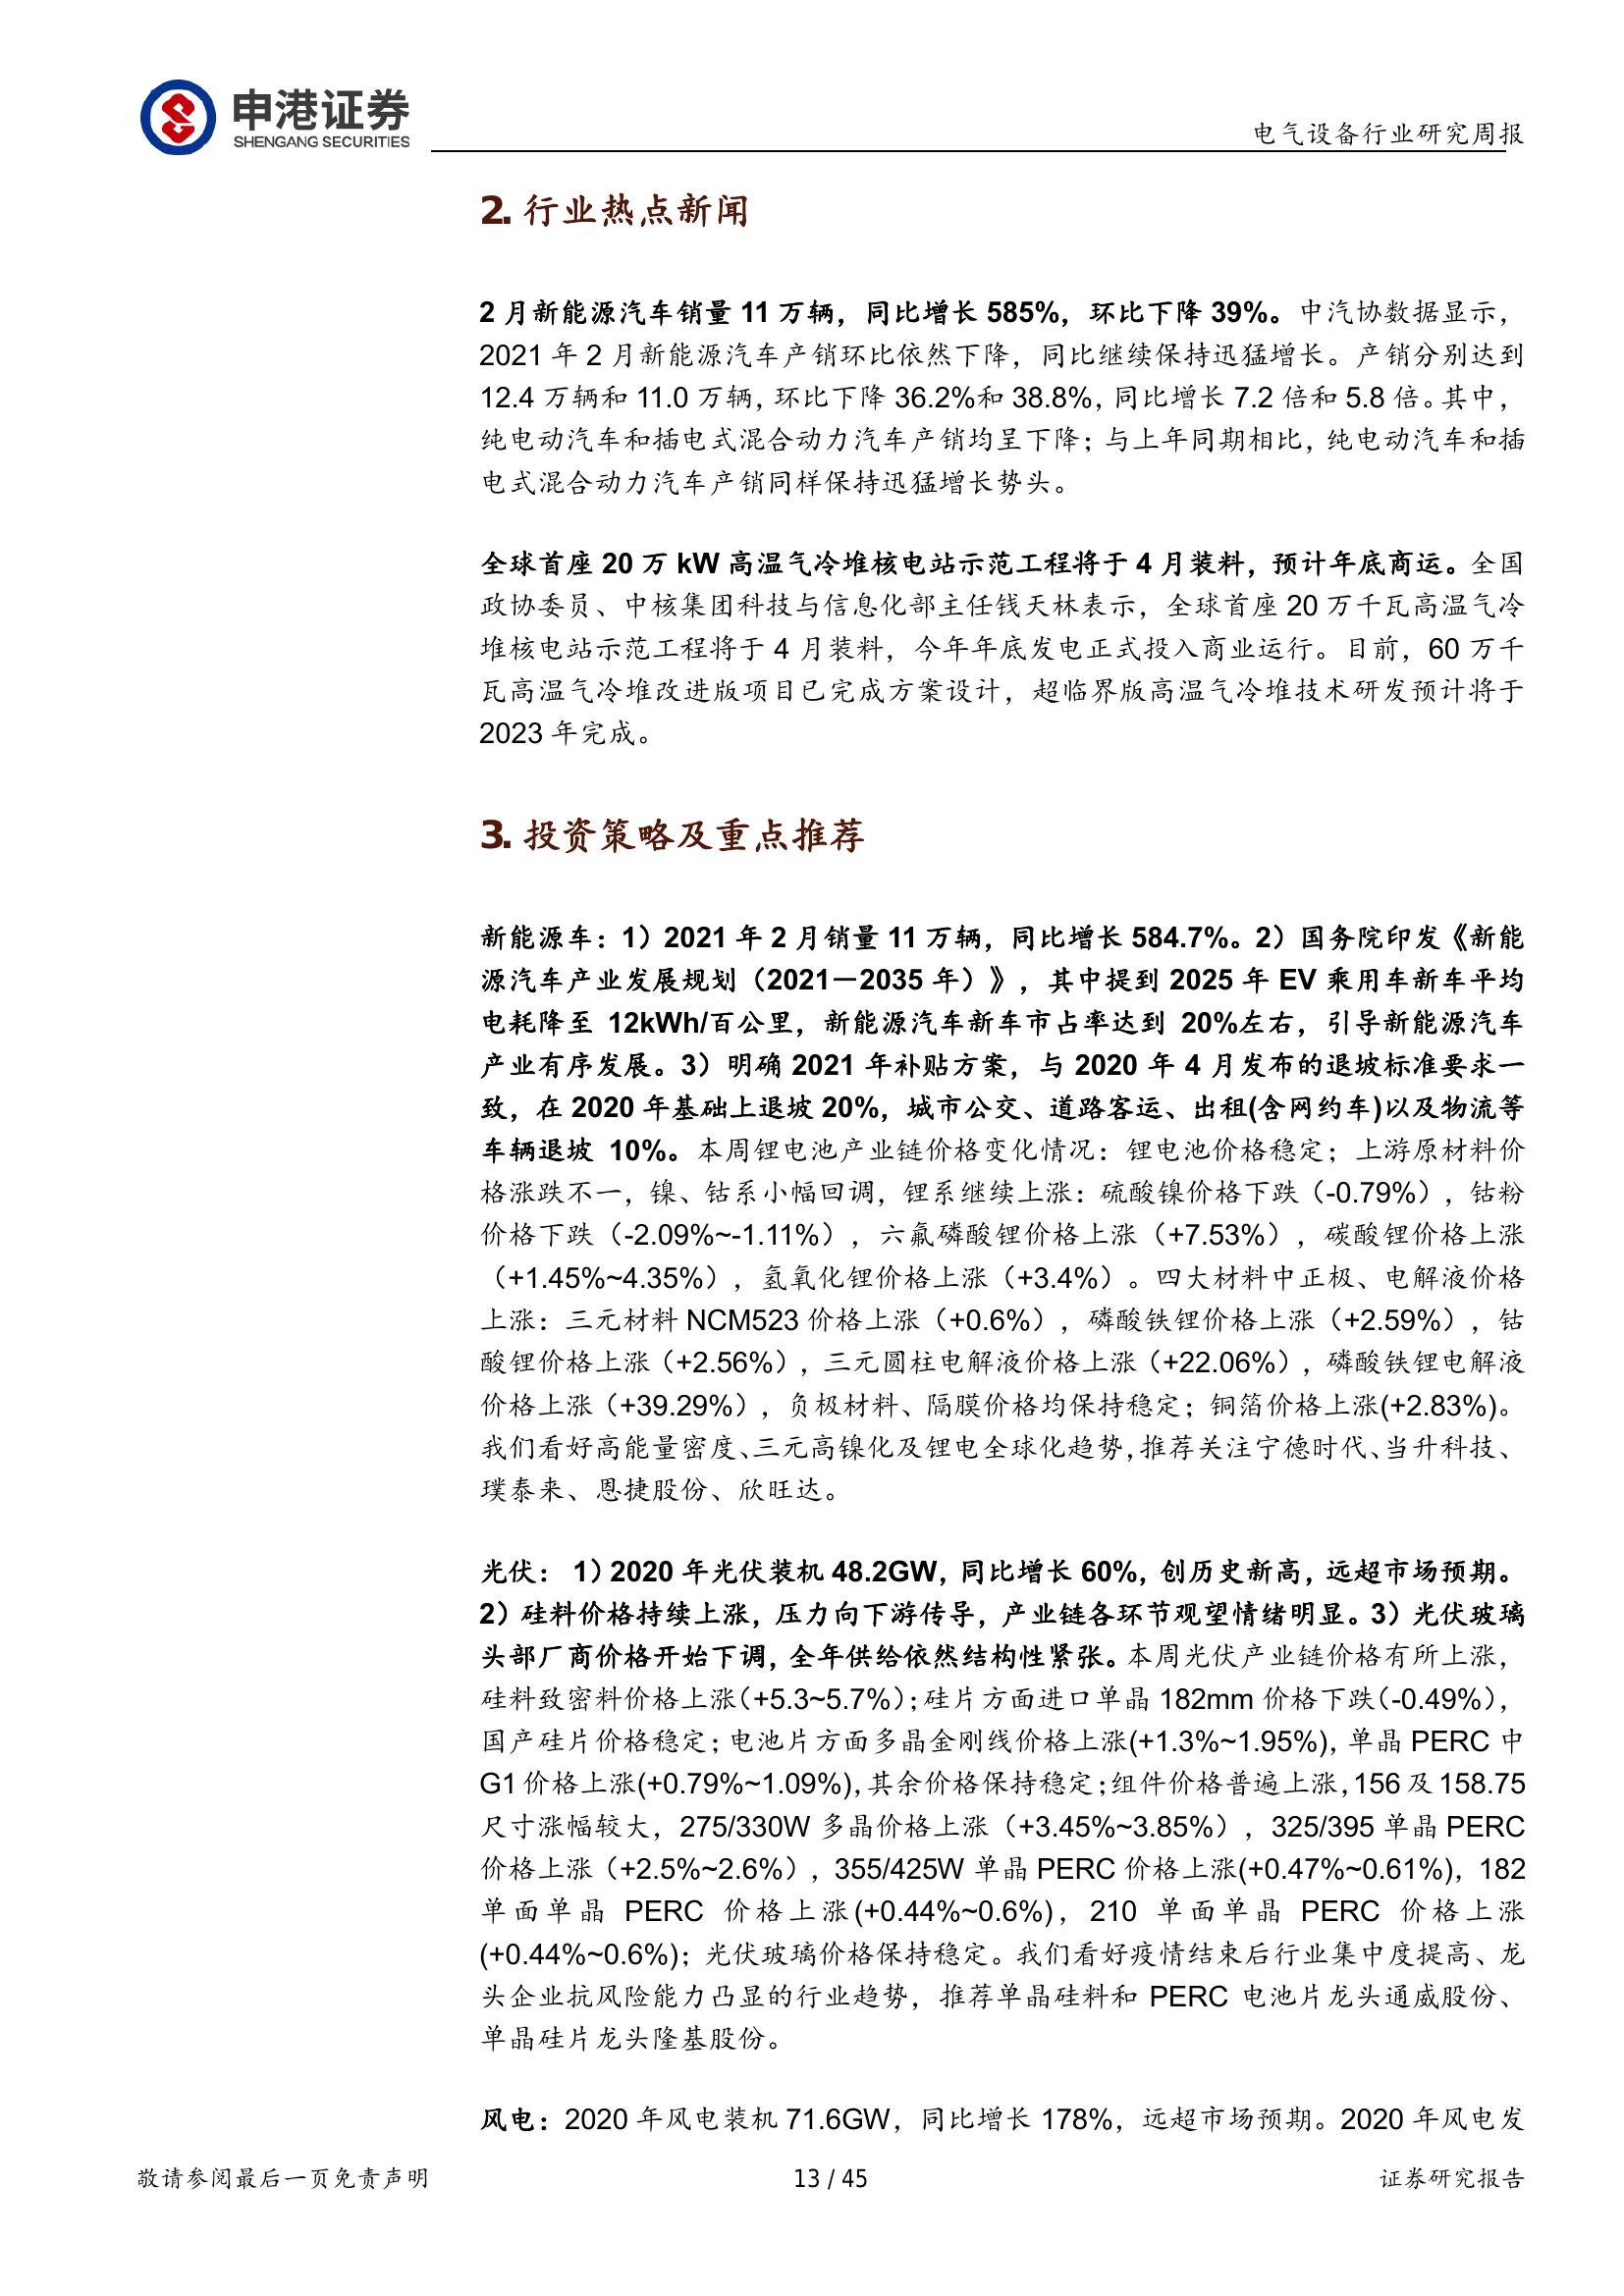 申港证券
SHENGANG SECURITIES
电气设备行业研究周报
2. 行业热点新闻
2 月新能源汽车销量 11 万辆，同比增长 585%，环比下降 39%。中汽协数据显示，
2021 年 2 月新能源汽车产销环比依然下降，同比继续保持迅猛增长。产销分别达到
12.4 万辆和 11.0 万辆，环比下降 36.2%和 38.8%，同比增长 7.2 倍和 5.8 倍。其中，
纯电动汽车和插电式混合动力汽车产销均呈下降；与上年同期相比，纯电动汽车和插
电式混合动力汽车产销同样保持迅猛增长势头。
全球首座 20 万 kW 高温气冷堆核电站示范工程将于 4 月装料，预计年底商运。全国
政协委员、中核集团科技与信息化部主任钱天林表示，全球首座 20 万千瓦高温气冷
堆核电站示范工程将于 4 月装料，今年年底发电正式投入商业运行。目前，60 万千
瓦高温气冷堆改进版项目已完成方案设计，超临界版高温气冷堆技术研发预计将于
2023 年完成。
3. 投资策略及重点推荐
新能源车：1）2021 年 2 月销量 11 万辆，同比增长 584.7%。2）国务院印发《新能
源汽车产业发展规划（2021－2035 年）》，其中提到 2025 年 EV 乘用车新车平均
电耗降至 12kWh/百公里，新能源汽车新车市占率达到 20%左右，引导新能源汽车
产业有序发展。3）明确 2021 年补贴方案，与 2020 年 4 月发布的退坡标准要求一
致，在 2020 年基础上退坡 20%，城市公交、道路客运、出租(含网约车)以及物流等
车辆退坡 10%。本周锂电池产业链价格变化情况：锂电池价格稳定；上游原材料价
格涨跌不一，镍、钴系小幅回调，锂系继续上涨：硫酸镍价格下跌（-0.79%），钴粉
价格下跌（-2.09%~-1.11%），六氟磷酸锂价格上涨（+7.53%），碳酸锂价格上涨
（+1.45%~4.35%），氢氧化锂价格上涨（+3.4%）。四大材料中正极、电解液价格
上涨：三元材料 NCM523 价格上涨（+0.6%），磷酸铁锂价格上涨（+2.59%），钴
酸锂价格上涨（+2.56%），三元圆柱电解液价格上涨（+22.06%），磷酸铁锂电解液
价格上涨（+39.29%），负极材料、隔膜价格均保持稳定；铜箔价格上涨(+2.83%)。
我们看好高能量密度、三元高镍化及锂电全球化趋势，推荐关注宁德时代、当升科技、
璞泰来、恩捷股份、欣旺达。
光伏： 1）2020 年光伏装机 48.2GW，同比增长 60%，创历史新高，远超市场预期。
2）硅料价格持续上涨，压力向下游传导，产业链各环节观望情绪明显。3）光伏玻璃
头部厂商价格开始下调，全年供给依然结构性紧张。本周光伏产业链价格有所上涨，
硅料致密料价格上涨（+5.3~5.7%）；硅片方面进口单晶 182mm 价格下跌（-0.49%），
国产硅片价格稳定；电池片方面多晶金刚线价格上涨(+1.3%~1.95%)，单晶 PERC 中
G1 价格上涨(+0.79%~1.09%)，其余价格保持稳定；组件价格普遍上涨，156 及 158.75
尺寸涨幅较大，275/330W 多晶价格上涨（+3.45%~3.85%），325/395 单晶 PERC
价格上涨（+2.5%~2.6%），355/425W 单晶 PERC 价格上涨(+0.47%~0.61%)，182
单面单晶 PERC 价格上涨(+0.44%~0.6%)，210 单面单晶 PERC 价格上涨
(+0.44%~0.6%)；光伏玻璃价格保持稳定。我们看好疫情结束后行业集中度提高、龙
头企业抗风险能力凸显的行业趋势，推荐单晶硅料和 PERC 电池片龙头通威股份、
单晶硅片龙头隆基股份。
风电：2020 年风电装机 71.6GW，同比增长 178%，远超市场预期。2020 年风电发
敬请参阅最后一页免责声明
13 / 45
证券研究报告